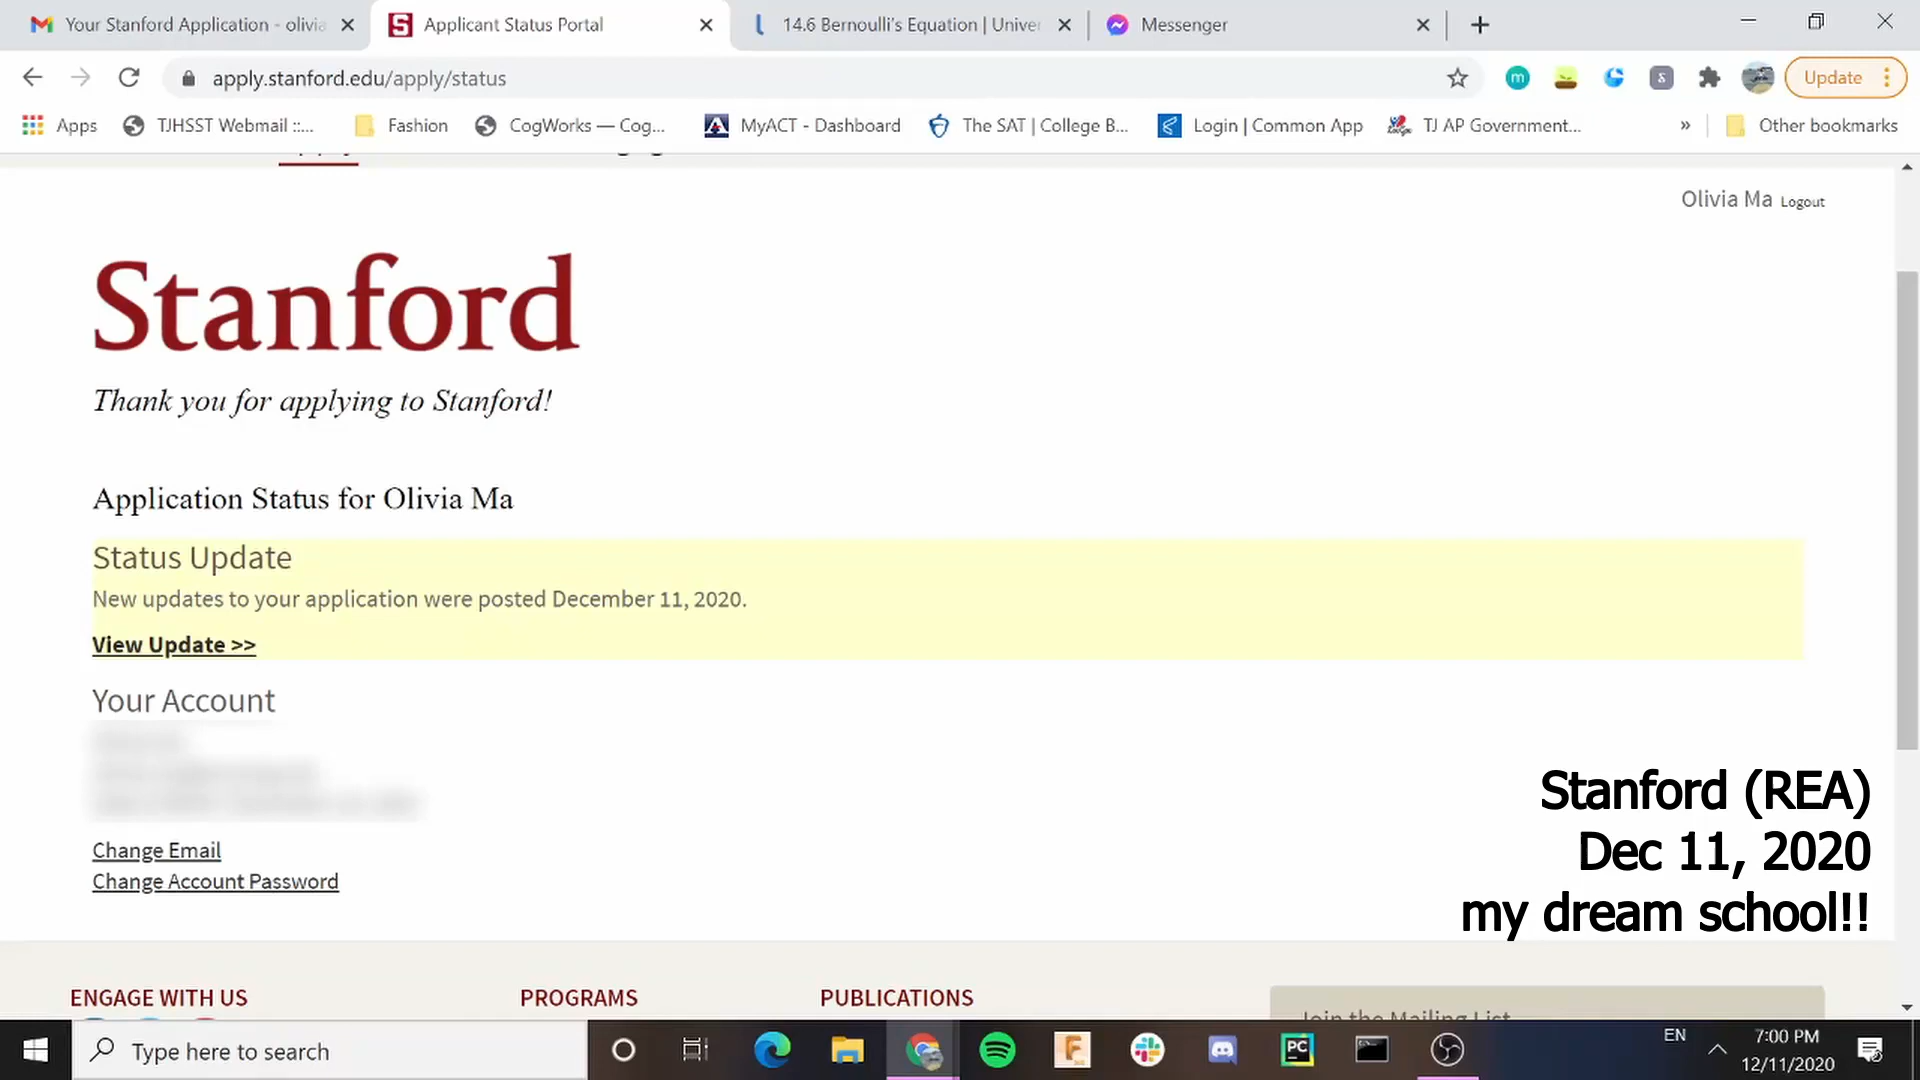 Your Stanford Application - olivia
Applicant Status Portal
14.6 Bernoulli's Equation | Univer
Messenger
apply.stanford.edu/apply/status
m
S
Update
Apps
TJHSST Webmail ::...
Fashion
CogWorks — Cog...
MyACT - Dashboard
The SAT | College B...
Login | Common App
TJ AP Government...
»
Other bookmarks
Olivia Ma Logout
Stanford
Thank you for applying to Stanford!
Application Status for Olivia Ma
Status Update
New updates to your application were posted December 11, 2020.
View Update >>
Your Account
Change Email
Change Account Password
Stanford (REA)
Dec 11, 2020
my dream school!!
ENGAGE WITH US
PROGRAMS
PUBLICATIONS
Join the Mailing List
Type here to search
F
PC
EN
7:00 PM
12/11/2020